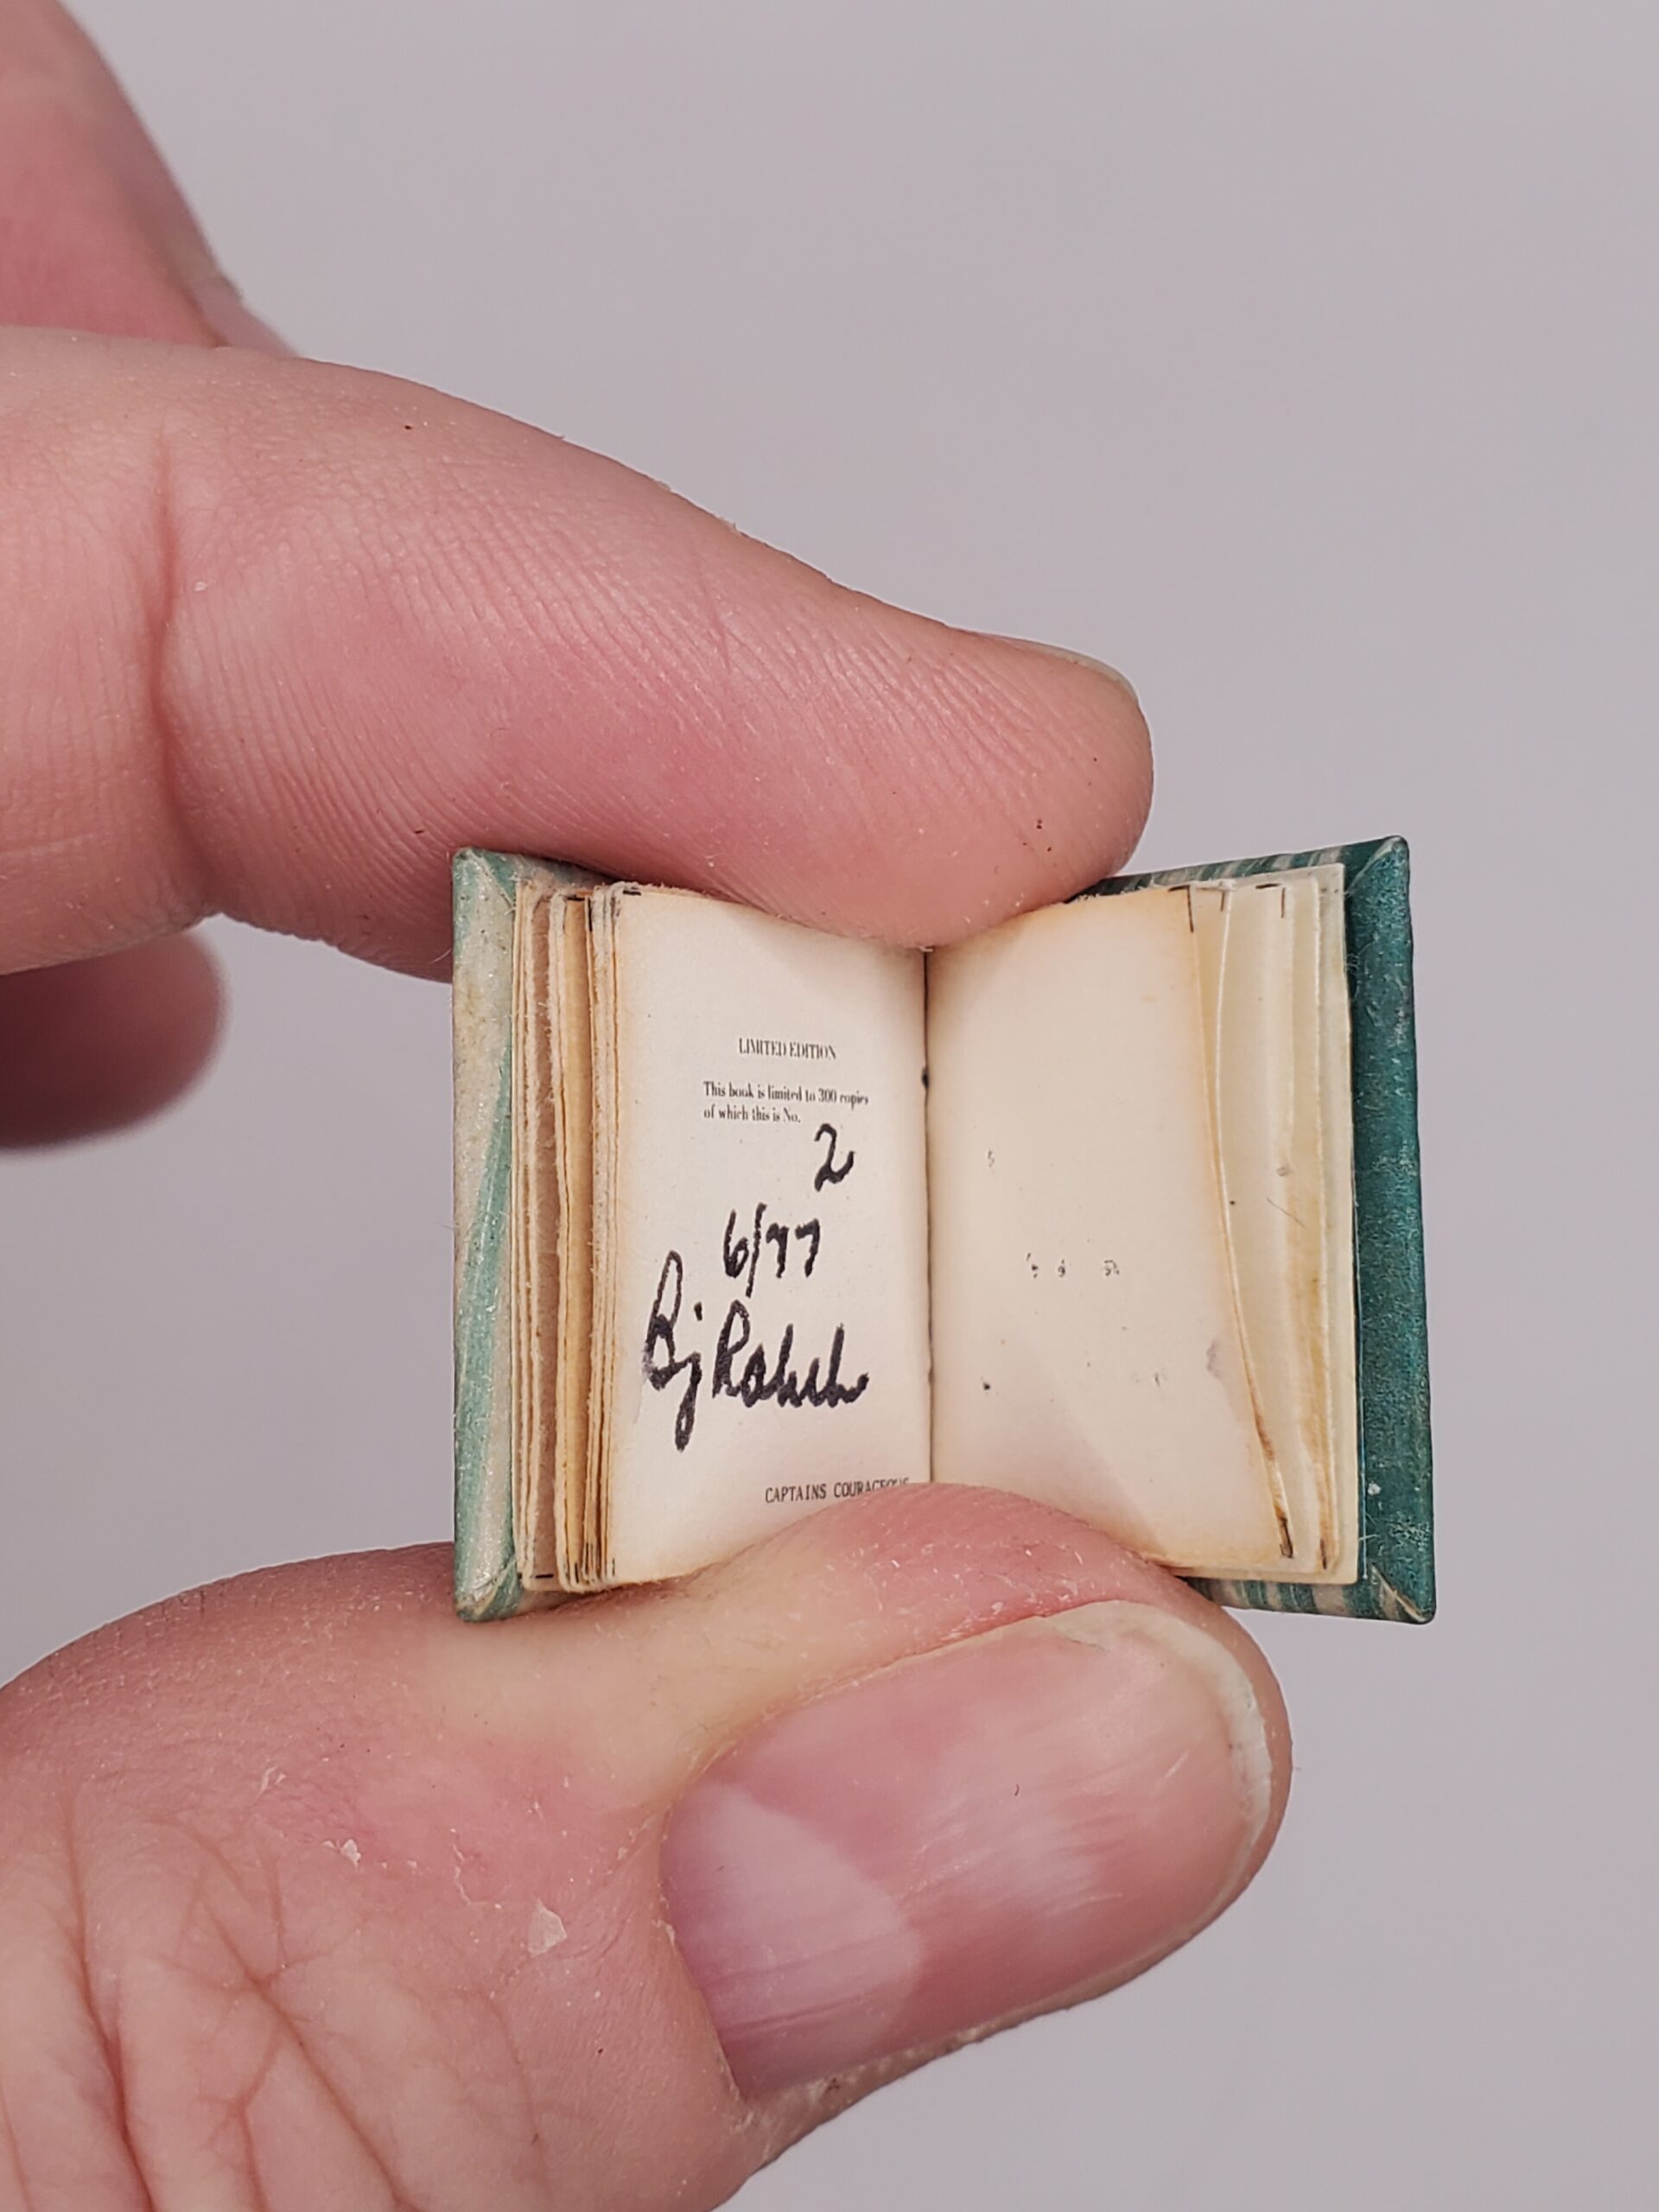 LIMITED EDITION
This book is limited to 300 copies
of which this is No.
2
6/77
Bj
CAPTAINS COURAGEOUS